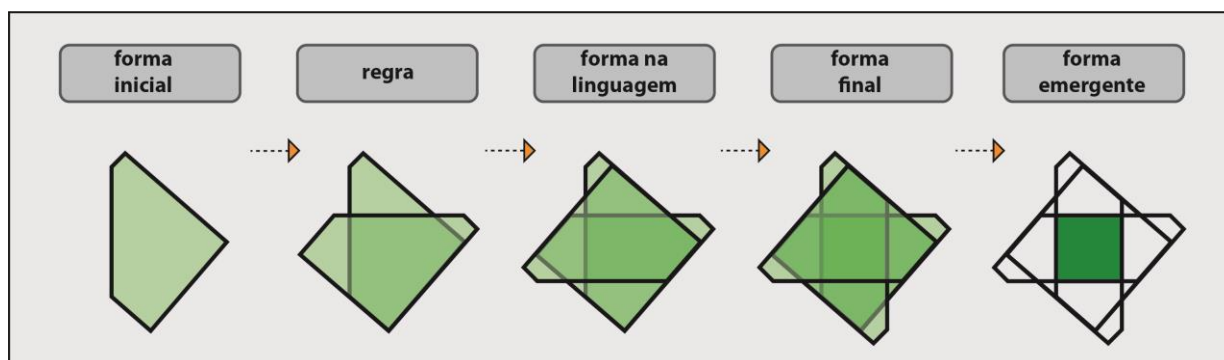 forma
inicial
regra
forma na
linguagem
forma
final
forma
emergente